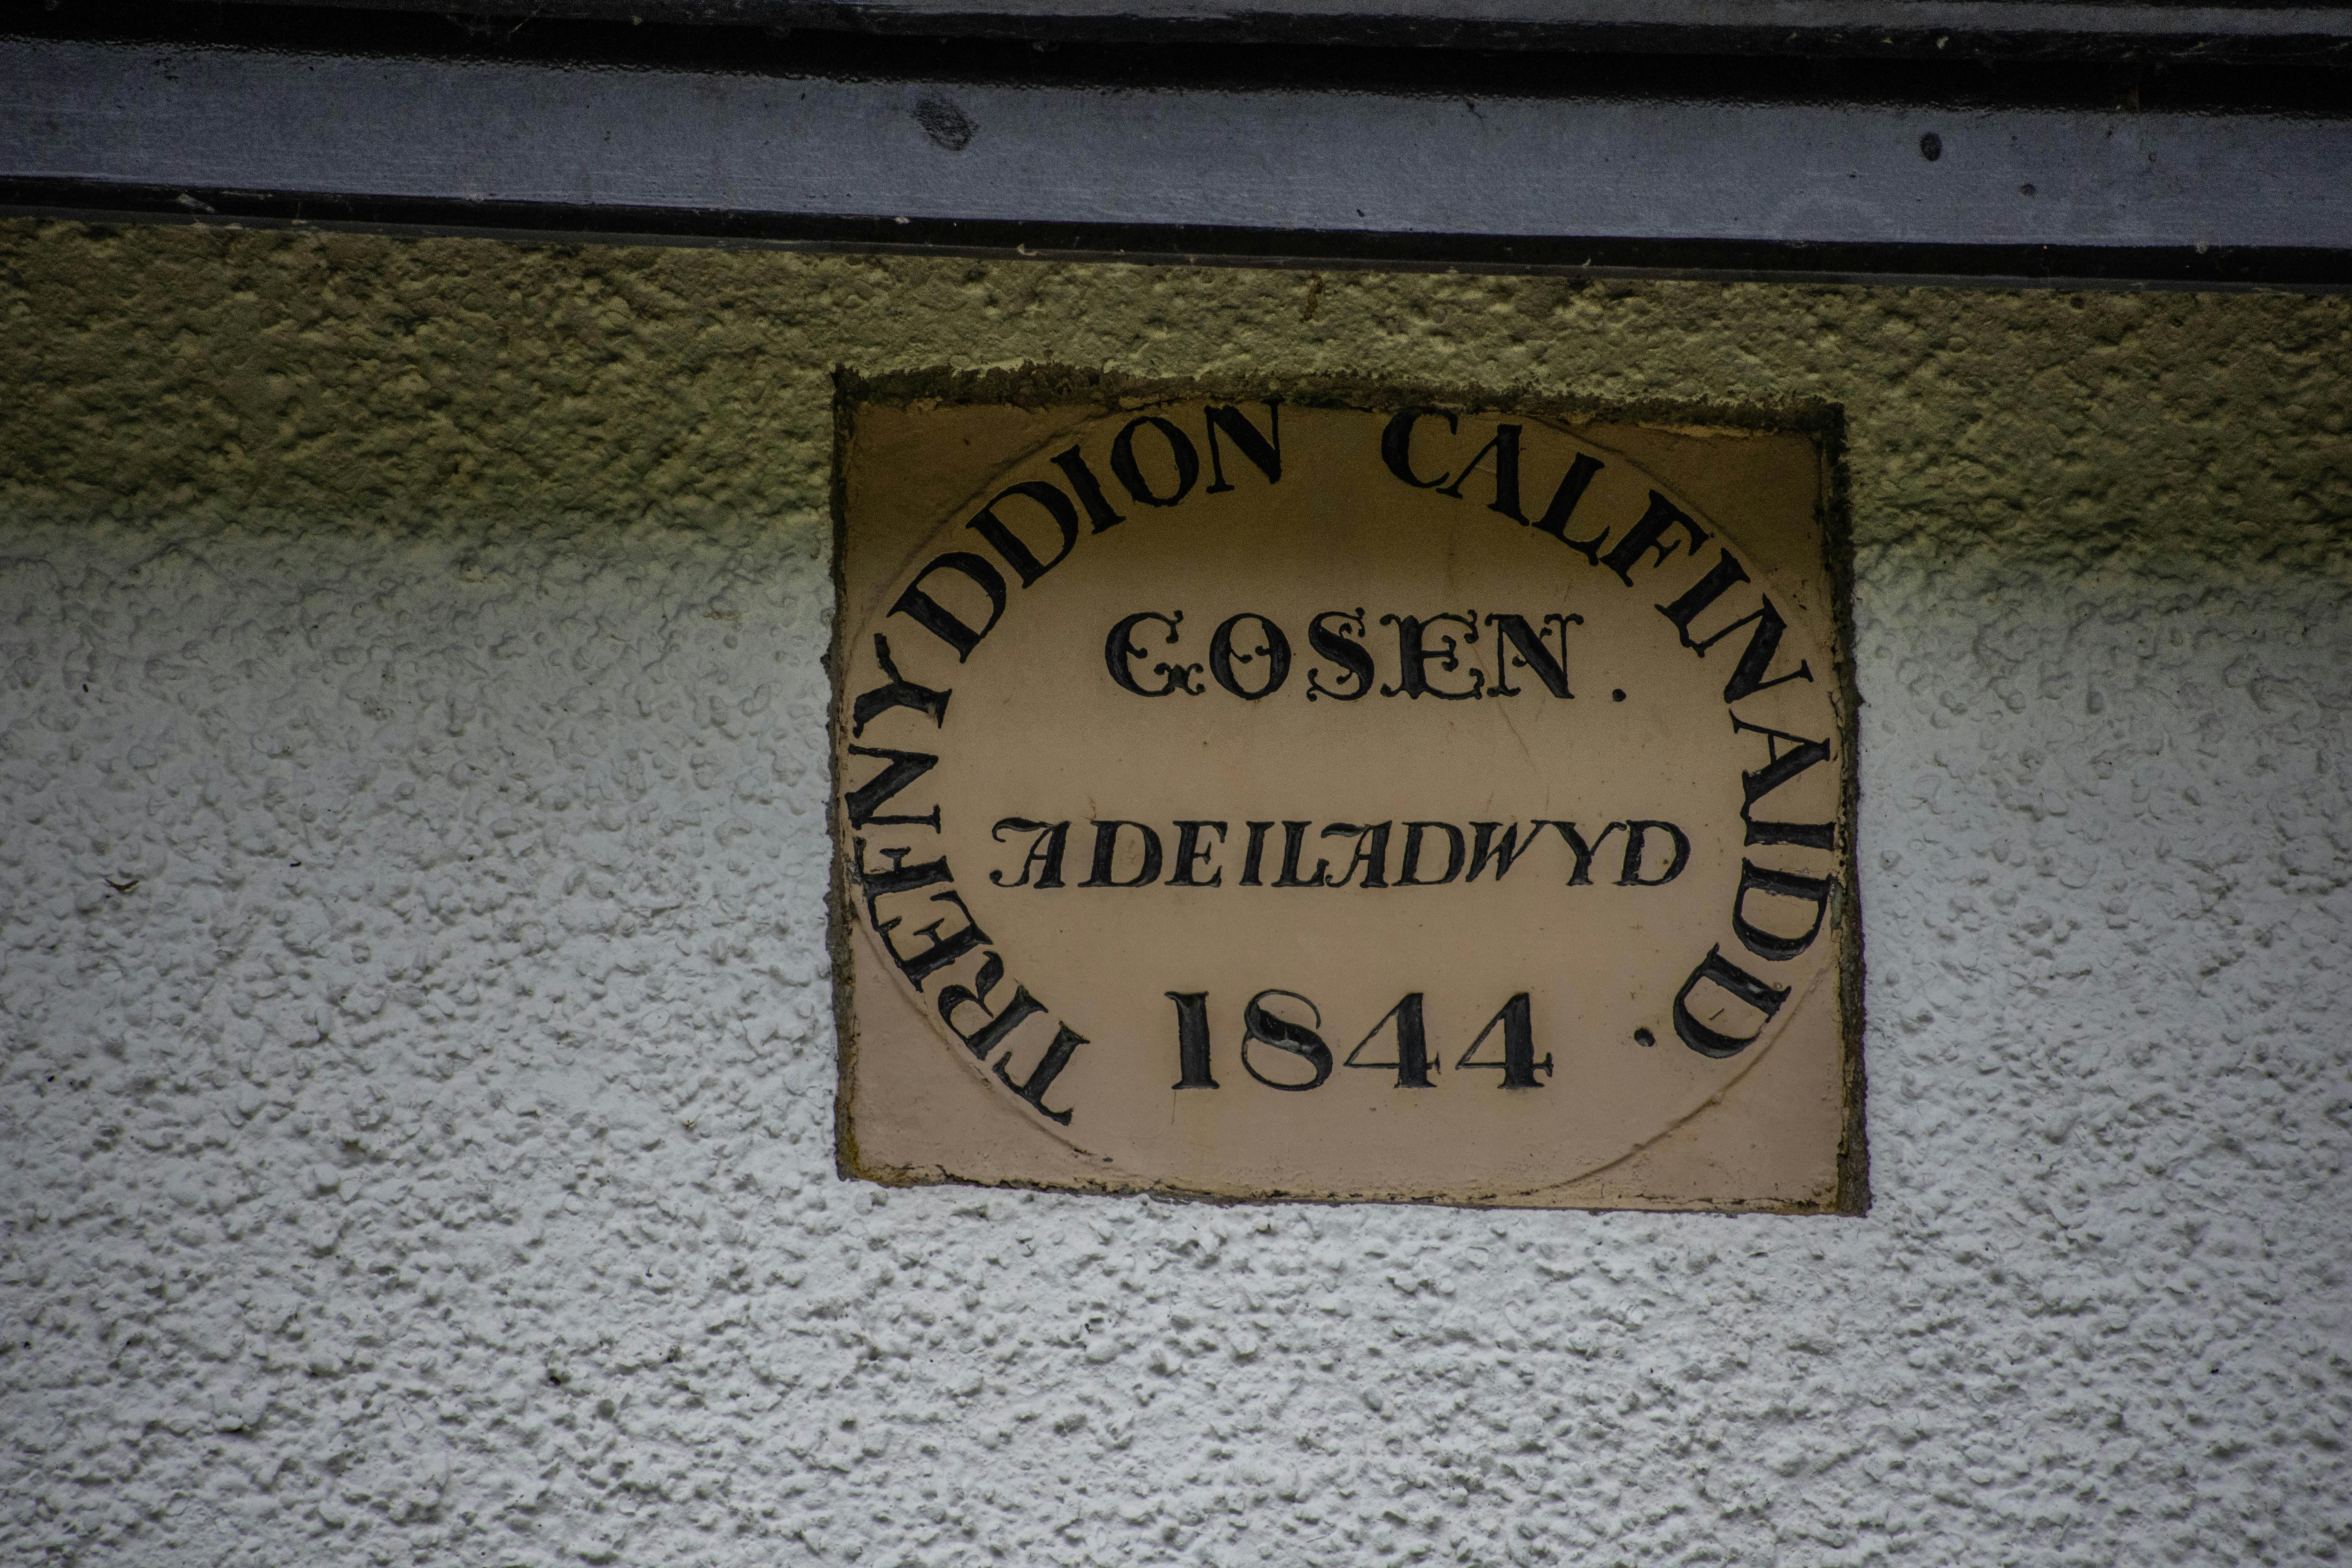 TREFNYDDION CALFINAIDD.
GOSEN.
ADEILADWYD
1844